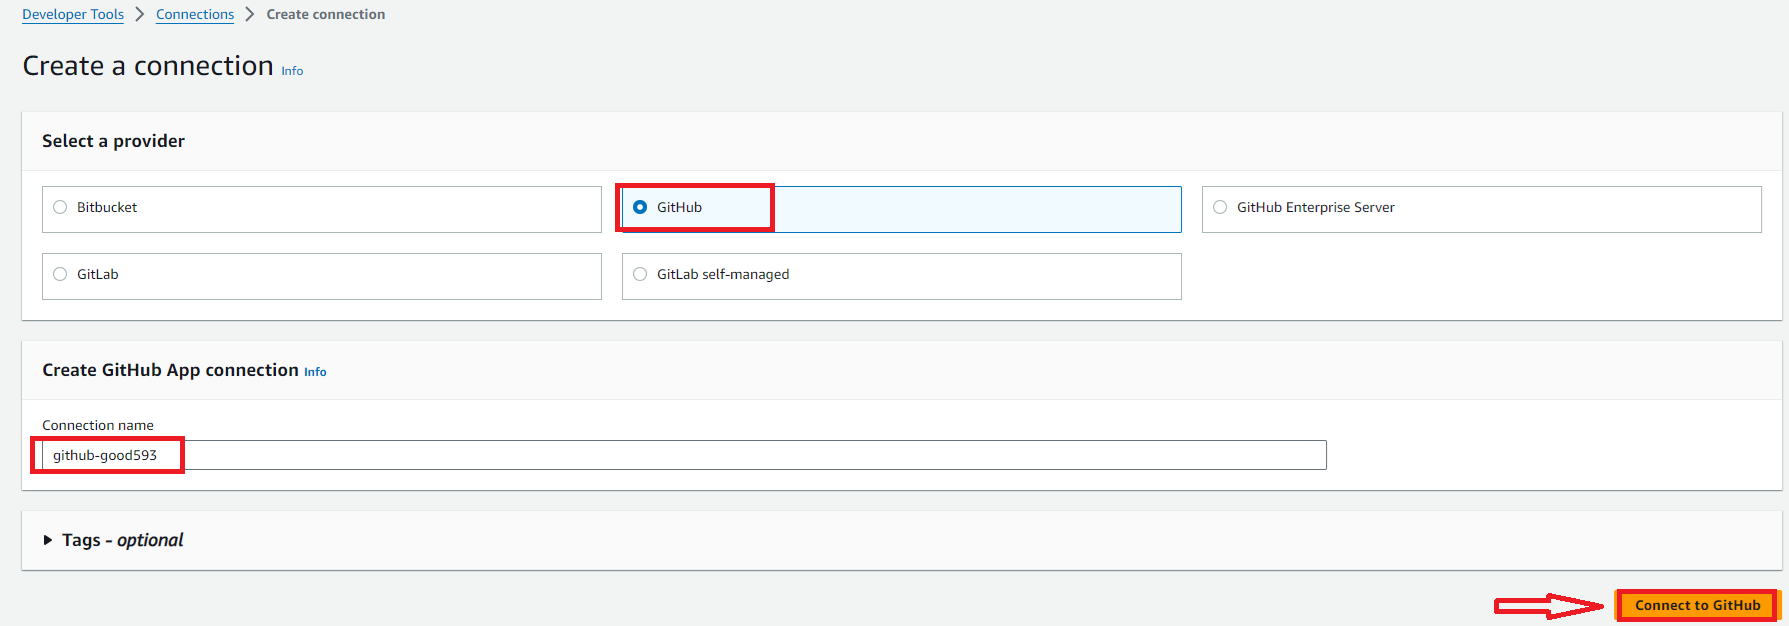 Developer Tools > Connections > Create connection
Create a connection Info
Select a provider
Bitbucket GitHub GitHub Enterprise Server
GitLab GitLab self-managed
Create GitHub App connection Info
Connection name
github-good593
Tags - optional
Connect to GitHub